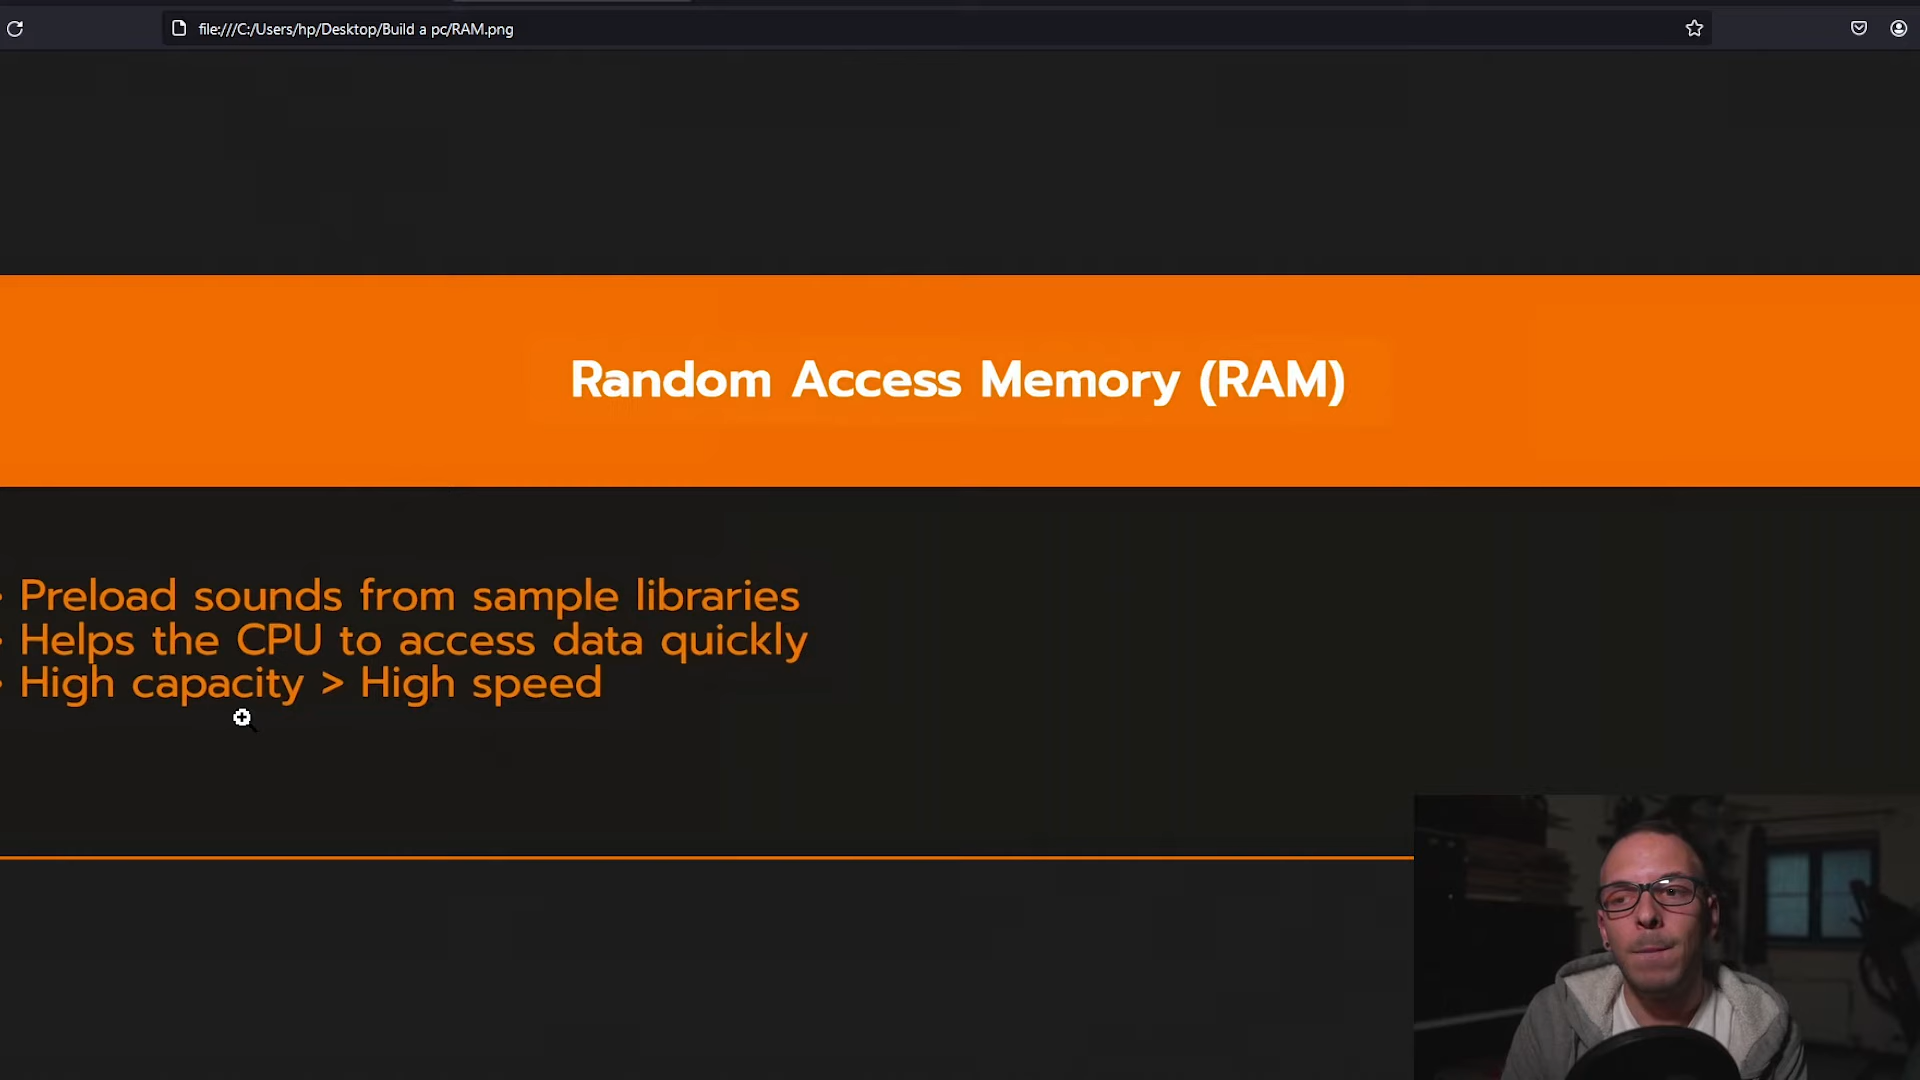 file:///C:/Users/hp/Desktop/Build a pc/RAM.png
Random Access Memory (RAM)
• Preload sounds from sample libraries
• Helps the CPU to access data quickly
• High capacity > High speed